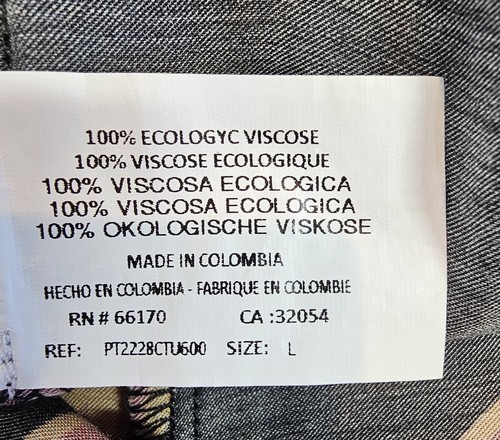 100% ECOLOGYC VISCOSE
100% VISCOSE ECOLOGIQUE
100% VISCOSA ECOLOGICA
100% VISCOSA ECOLOGICA
100% OKOLOGISCHE VISKOSE
MADE IN COLOMBIA
HECHO EN COLOMBIA - FABRIQUE EN COLOMBIE
RN # 66170 CA :32054
REF: PT2228CTU600 SIZE: L